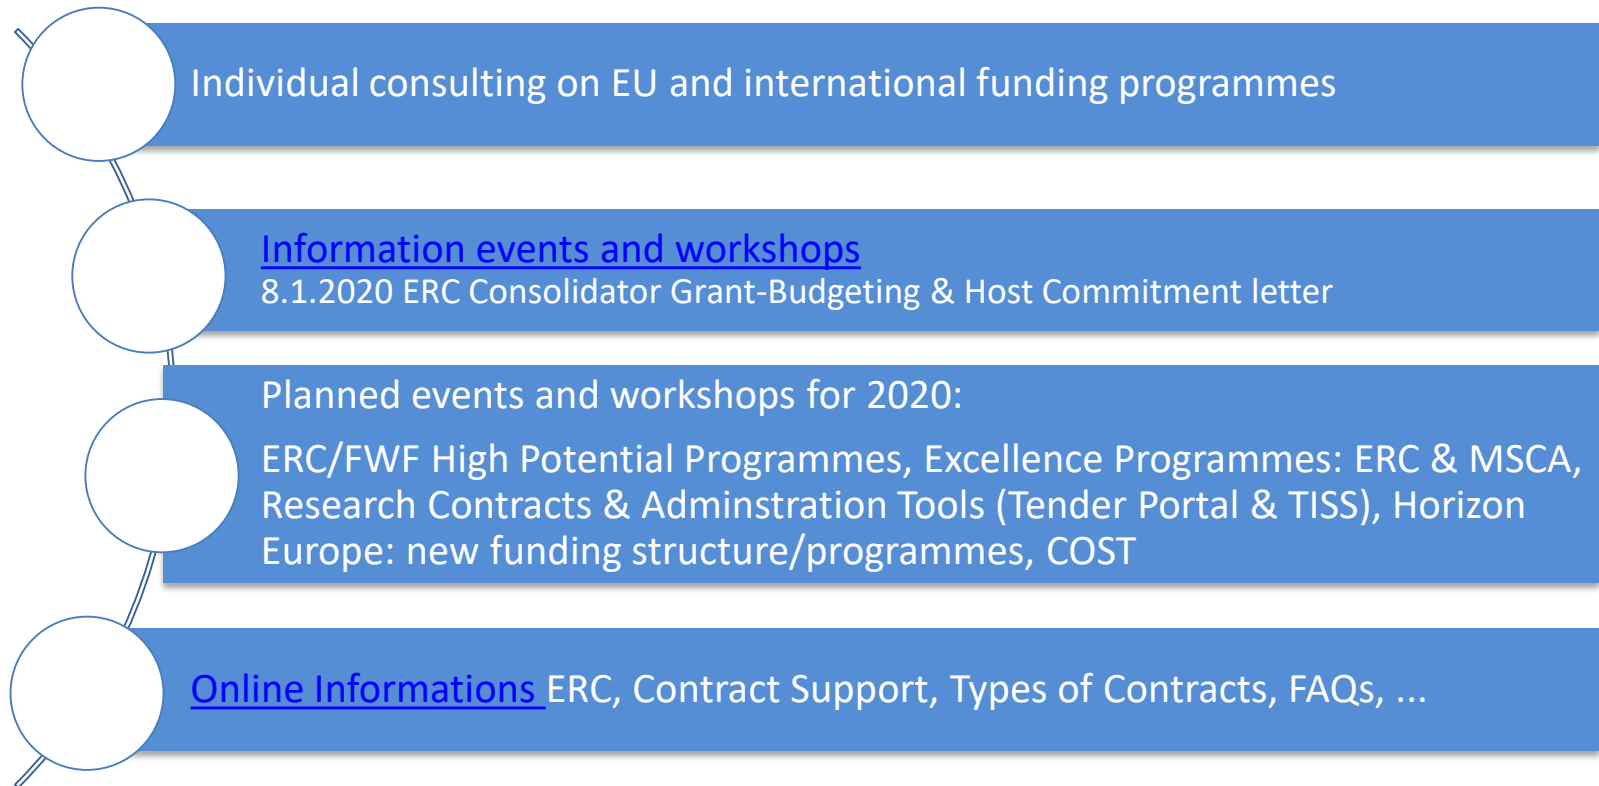 Individual consulting on EU and international funding programmes
Information events and workshops
8.1.2020 ERC Consolidator Grant-Budgeting & Host Commitment letter
Planned events and workshops for 2020:
ERC/FWF High Potential Programmes, Excellence Programmes: ERC & MSCA,
Research Contracts & Adminstration Tools (Tender Portal & TISS), Horizon
Europe: new funding structure/programmes, COST
Online Informations ERC, Contract Support, Types of Contracts, FAQs, ...